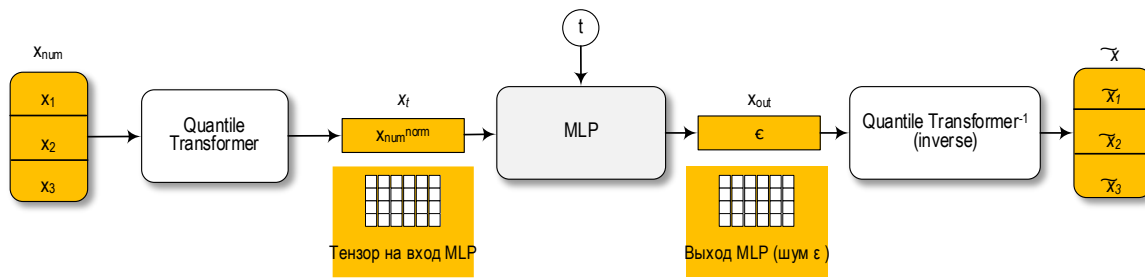 t
x_num
x₁
x₂
x₃
Quantile
Transformer
x_t
x_num^norm
Тензор на вход MLP
MLP
x_out
ϵ
Выход MLP (шум ε )
Quantile Transformer⁻¹
(inverse)
x̃
x̃₁
x̃₂
x̃₃